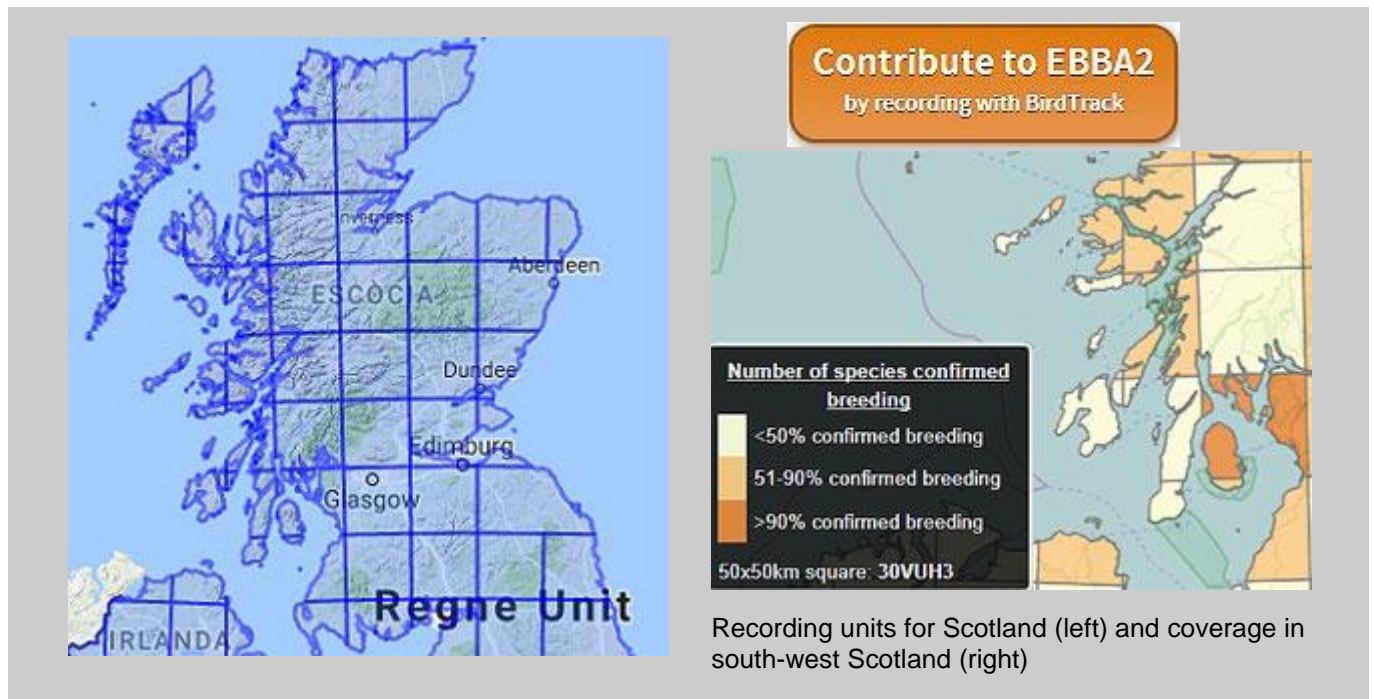 Inverness
Aberdeen
ESCÒCIA
Dundee
Edimburg
Glasgow
Regne Unit
IRLANDA
Contribute to EBBA2
by recording with BirdTrack
Number of species confirmed
breeding
<50% confirmed breeding
51-90% confirmed breeding
>90% confirmed breeding
50x50km square: 30VUH3
Recording units for Scotland (left) and coverage in
south-west Scotland (right)